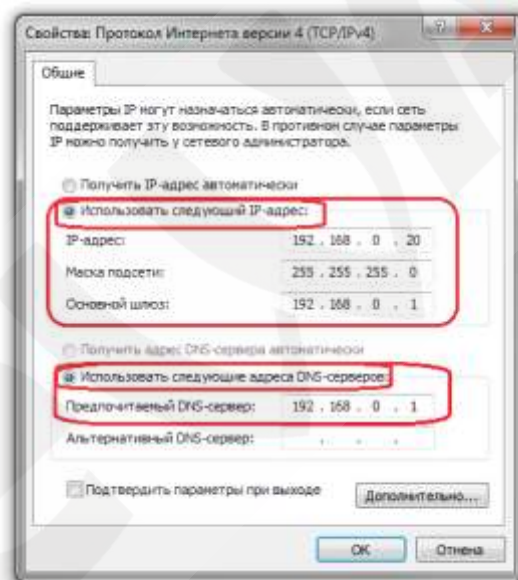 Свойства: Протокол Интернета версии 4 (TCP/IPv4)
Общие
Параметры IP могут назначаться автоматически, если сеть
поддерживает эту возможность. В противном случае параметры
IP можно получить у сетевого администратора.
Получить IP-адрес автоматически
Использовать следующий IP-адрес:
IP-адрес: 192 . 168 . 0 . 20
Маска подсети: 255 . 255 . 255 . 0
Основной шлюз: 192 . 168 . 0 . 1
Получить адрес DNS-сервера автоматически
Использовать следующие адреса DNS-серверов:
Предпочитаемый DNS-сервер: 192 . 168 . 0 . 1
Альтернативный DNS-сервер: . . .
Подтвердить параметры при выходе
Дополнительно...
ОК Отмена